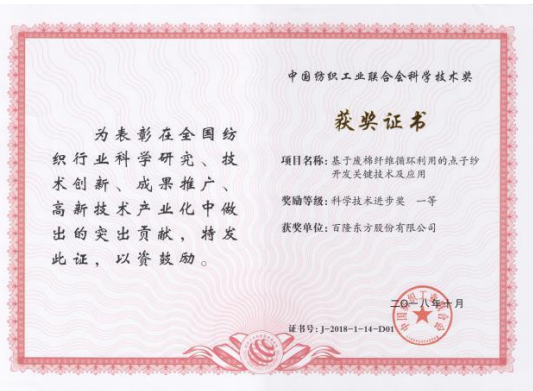 为表彰在全国纺
织行业科学研究、技
术创新、成果推广、
高新技术产业化中做
出的突出贡献，特发
此证，以资鼓励。
中国纺织工业联合会科学技术奖
获奖证书
项目名称：基于废棉纤维循环利用的点子纱
开发关键技术及应用
奖励等级：科学技术进步奖 一等
获奖单位：百隆东方股份有限公司
二〇一八年十月
证书号：J-2018-1-14-D01